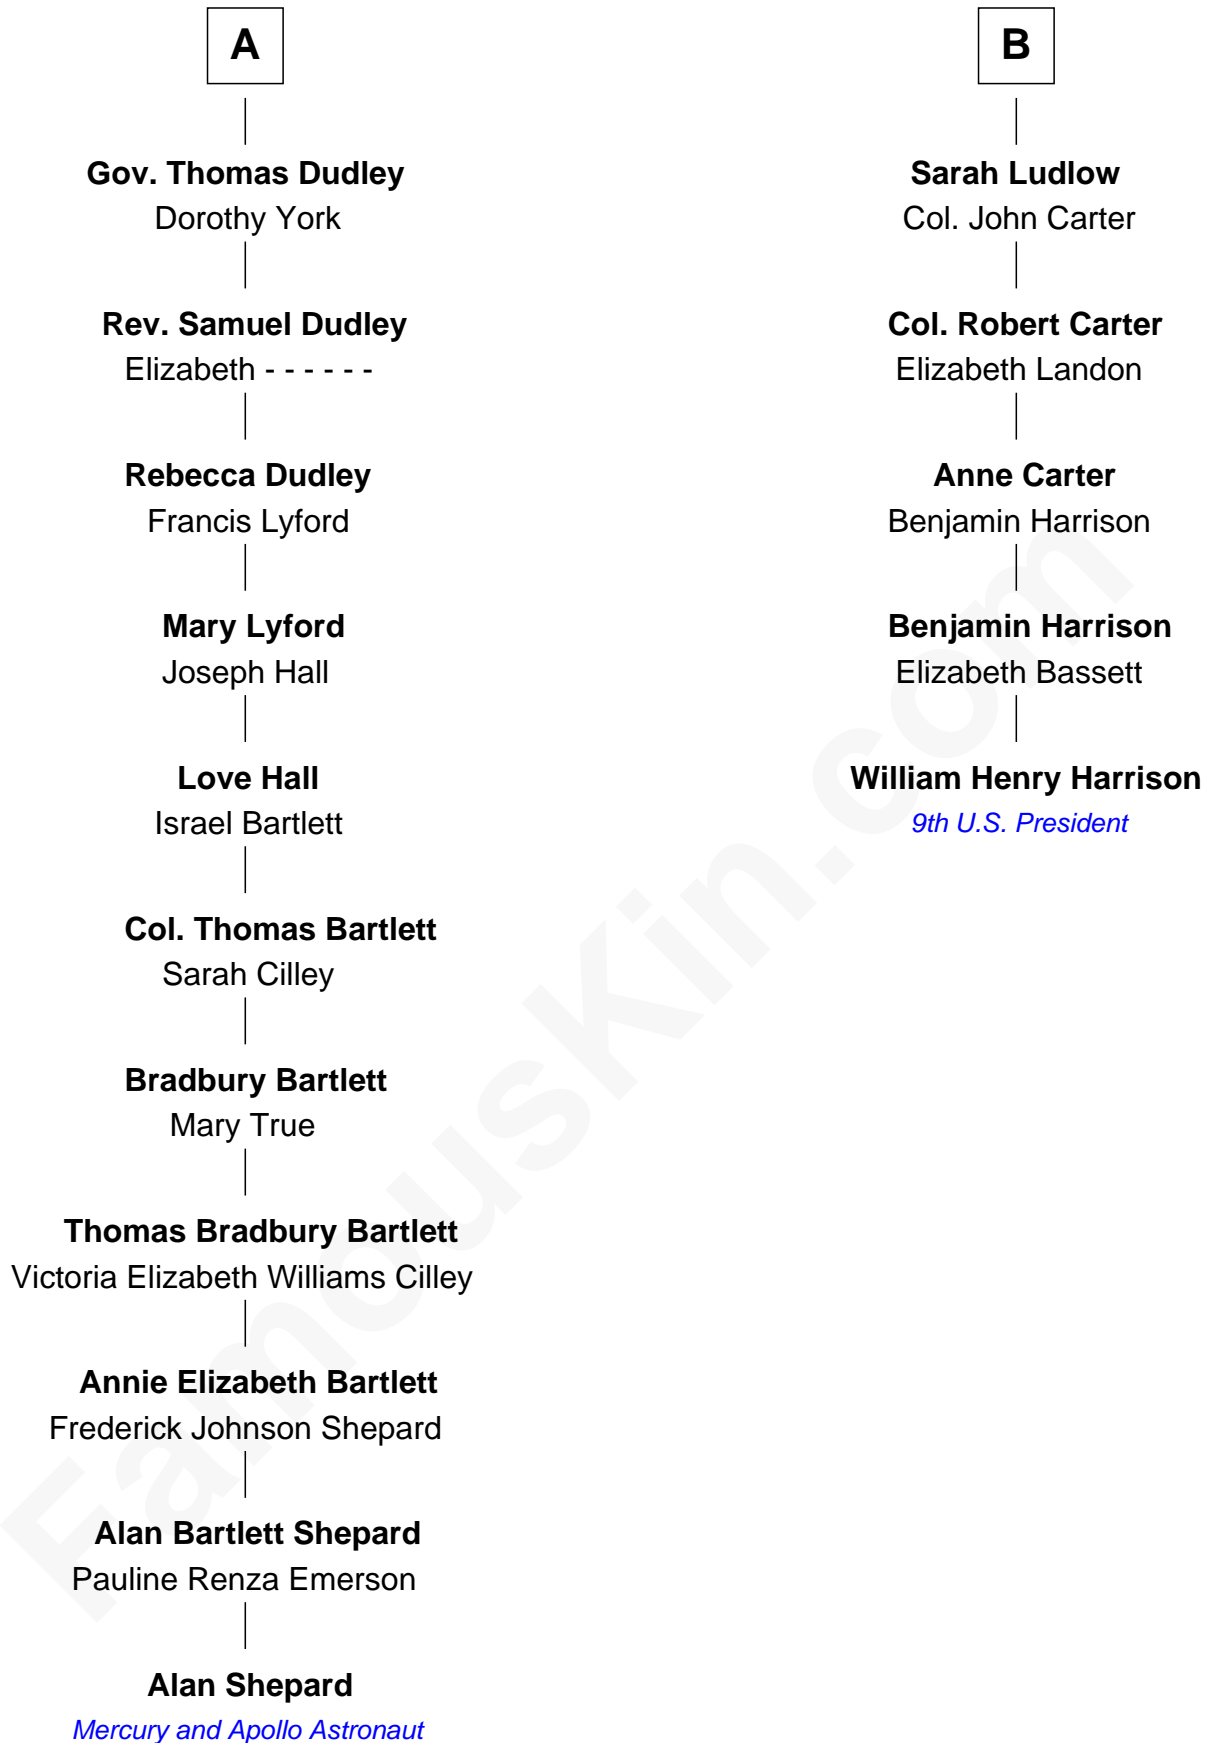 A
Gov. Thomas Dudley
Dorothy York
Rev. Samuel Dudley
Elizabeth - - - - - -
Rebecca Dudley
Francis Lyford
Mary Lyford
Joseph Hall
Love Hall
Israel Bartlett
Col. Thomas Bartlett
Sarah Cilley
Bradbury Bartlett
Mary True
Thomas Bradbury Bartlett
Victoria Elizabeth Williams Cilley
Annie Elizabeth Bartlett
Frederick Johnson Shepard
Alan Bartlett Shepard
Pauline Renza Emerson
Alan Shepard
Mercury and Apollo Astronaut
B
Sarah Ludlow
Col. John Carter
Col. Robert Carter
Elizabeth Landon
Anne Carter
Benjamin Harrison
Benjamin Harrison
Elizabeth Bassett
William Henry Harrison
9th U.S. President
FamousKin.com